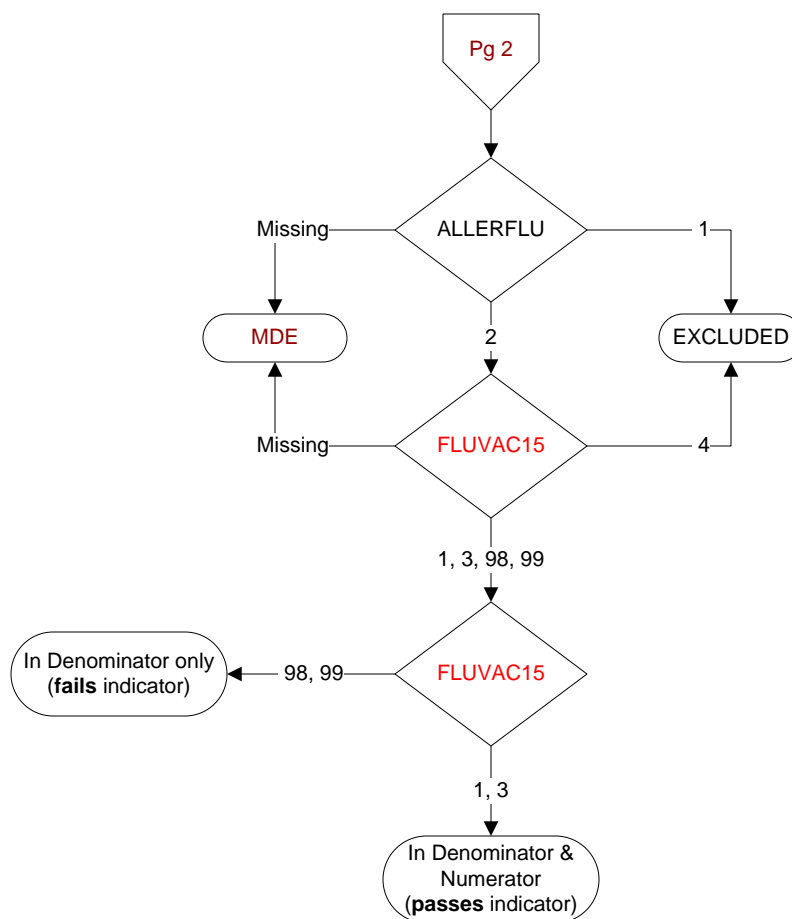 Pg 2
ALLERFLU
Missing
1
MDE
EXCLUDED
2
FLUVAC15
Missing
4
1, 3, 98, 99
FLUVAC15
In Denominator only
(fails indicator)
98, 99
1, 3
In Denominator &
Numerator
(passes indicator)